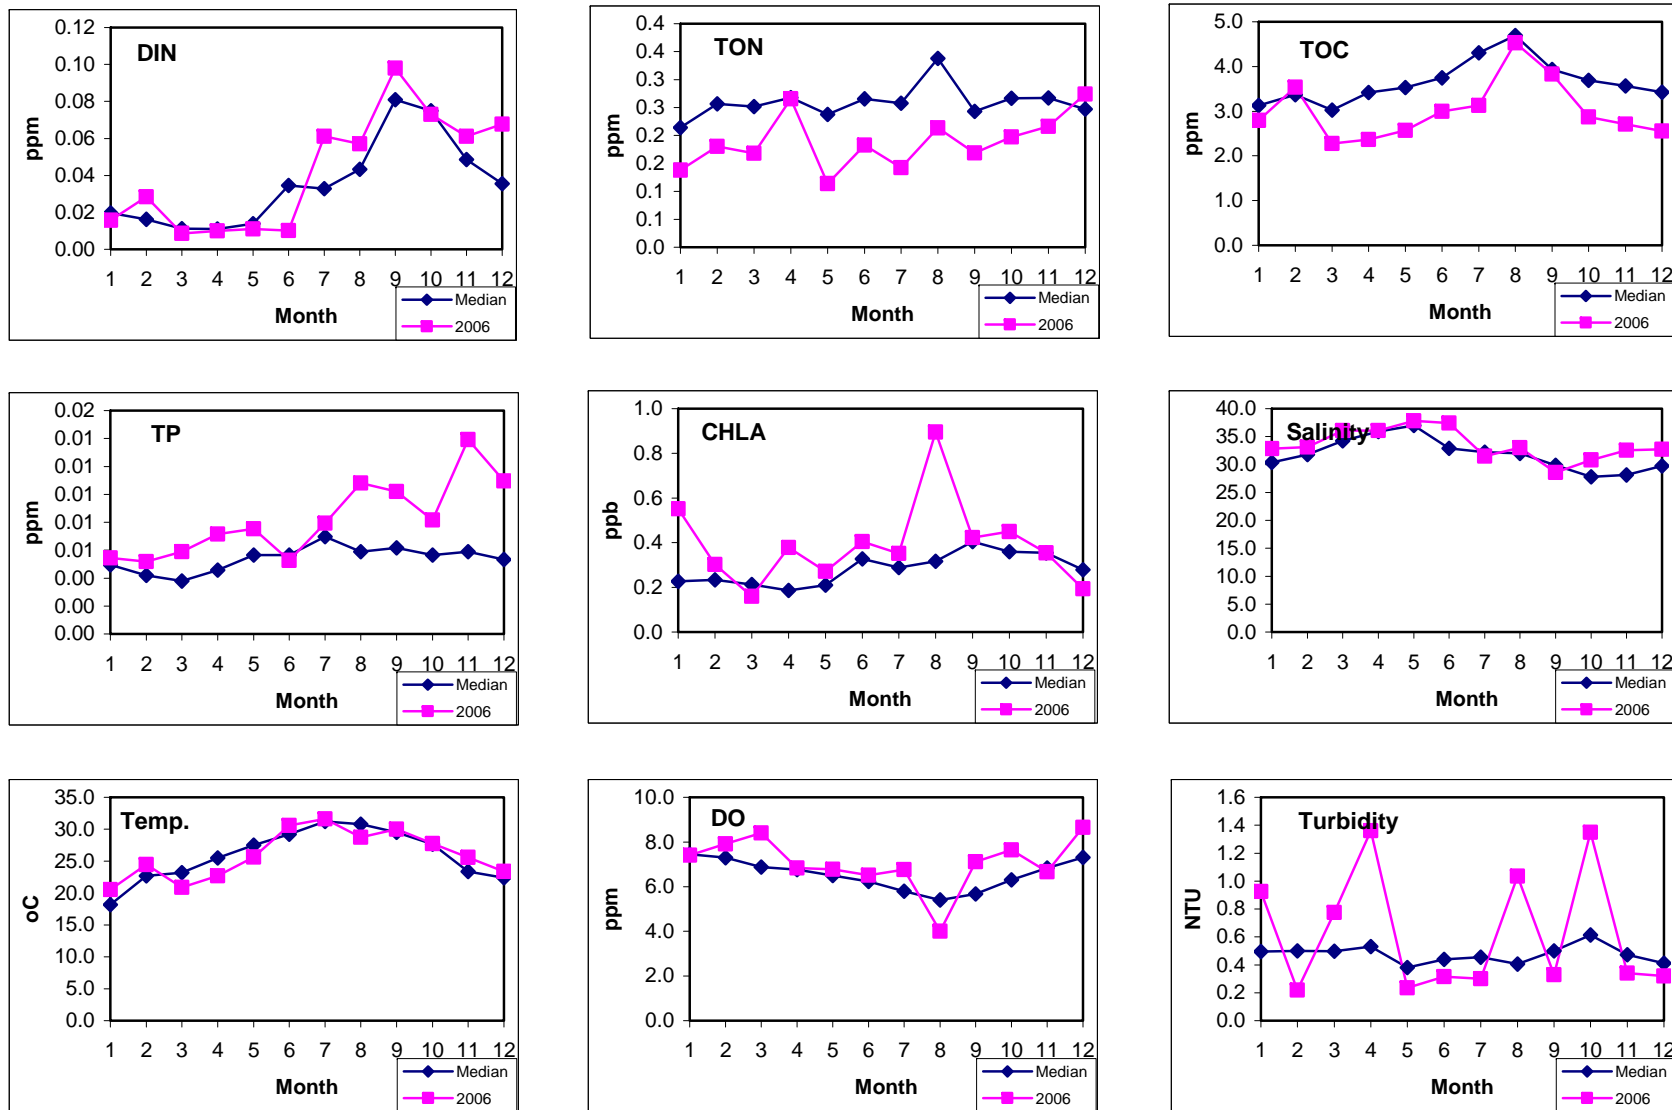 DIN
ppm
0.12
0.10
0.08
0.06
0.04
0.02
0.00
1 2 3 4 5 6 7 8 9 10 11 12
Month
Median
2006
TON
ppm
0.4
0.4
0.3
0.3
0.2
0.2
0.1
0.1
0.0
1 2 3 4 5 6 7 8 9 10 11 12
Month
Median
2006
TOC
ppm
5.0
4.0
3.0
2.0
1.0
0.0
1 2 3 4 5 6 7 8 9 10 11 12
Month
Median
2006
TP
ppm
0.02
0.01
0.01
0.01
0.01
0.01
0.00
0.00
0.00
1 2 3 4 5 6 7 8 9 10 11 12
Month
Median
2006
CHLA
ppb
1.0
0.8
0.6
0.4
0.2
0.0
1 2 3 4 5 6 7 8 9 10 11 12
Month
Median
2006
Salinity
40.0
35.0
30.0
25.0
20.0
15.0
10.0
5.0
0.0
1 2 3 4 5 6 7 8 9 10 11 12
Month
Median
2006
Temp.
oC
35.0
30.0
25.0
20.0
15.0
10.0
5.0
0.0
1 2 3 4 5 6 7 8 9 10 11 12
Month
Median
2006
DO
ppm
10.0
8.0
6.0
4.0
2.0
0.0
1 2 3 4 5 6 7 8 9 10 11 12
Month
Median
2006
Turbidity
NTU
1.6
1.4
1.2
1.0
0.8
0.6
0.4
0.2
0.0
1 2 3 4 5 6 7 8 9 10 11 12
Month
Median
2006